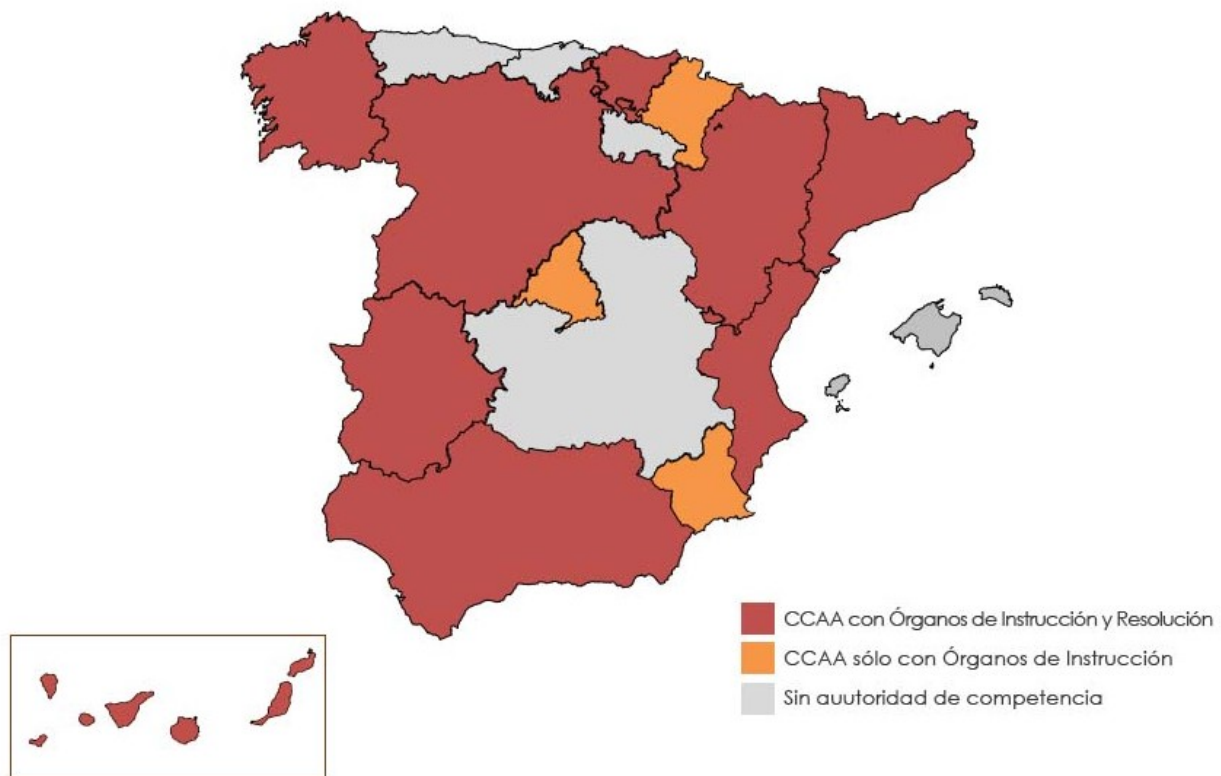 CCAA con Órganos de Instrucción y Resolución
CCAA sólo con Órganos de Instrucción
Sin auutoridad de competencia